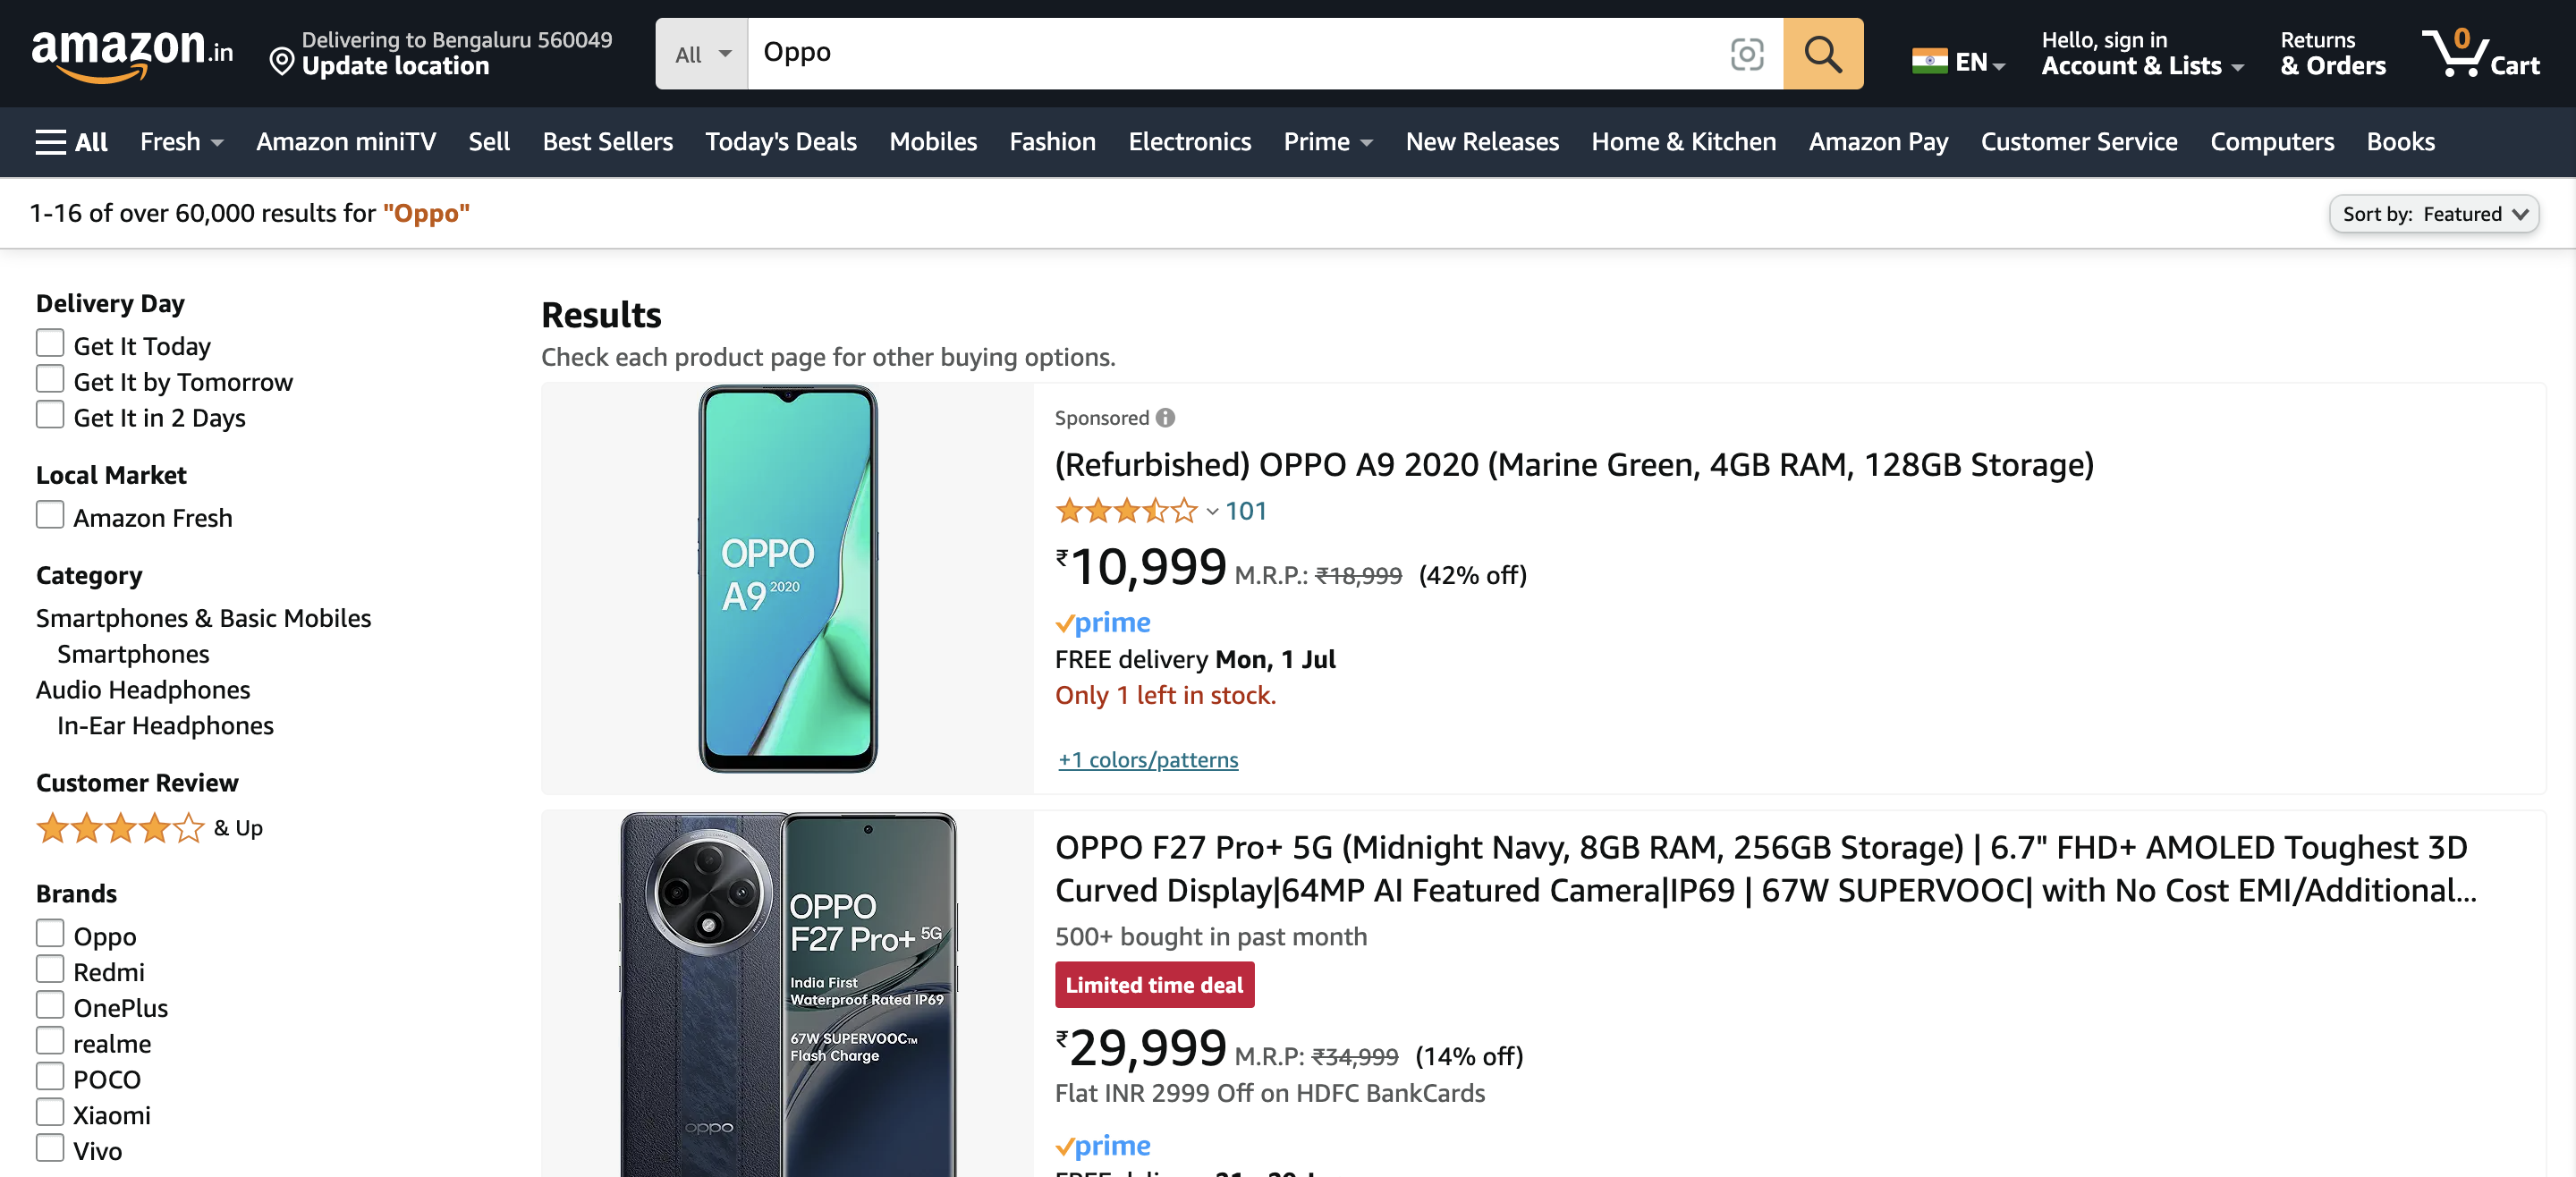 amazon.in
Delivering to Bengaluru 560049
Update location
All
Oppo
EN
Hello, sign in
Account & Lists
Returns
& Orders
0
Cart
All
Fresh
Amazon miniTV
Sell
Best Sellers
Today's Deals
Mobiles
Fashion
Electronics
Prime
New Releases
Home & Kitchen
Amazon Pay
Customer Service
Computers
Books
1-16 of over 60,000 results for "Oppo"
Sort by: Featured
Delivery Day
Get It Today
Get It by Tomorrow
Get It in 2 Days
Local Market
Amazon Fresh
Category
Smartphones & Basic Mobiles
Smartphones
Audio Headphones
In-Ear Headphones
Customer Review
& Up
Brands
Oppo
Redmi
OnePlus
realme
POCO
Xiaomi
Vivo
Results
Check each product page for other buying options.
OPPO
A9 2020
Sponsored
(Refurbished) OPPO A9 2020 (Marine Green, 4GB RAM, 128GB Storage)
101
₹10,999 M.R.P.: ₹18,999 (42% off)
prime
FREE delivery Mon, 1 Jul
Only 1 left in stock.
+1 colors/patterns
OPPO
F27 Pro+ 5G
India First
Waterproof Rated IP69
67W SUPERVOOC™
Flash Charge
oppo
OPPO F27 Pro+ 5G (Midnight Navy, 8GB RAM, 256GB Storage) | 6.7" FHD+ AMOLED Toughest 3D
Curved Display|64MP AI Featured Camera|IP69 | 67W SUPERVOOC| with No Cost EMI/Additional...
500+ bought in past month
Limited time deal
₹29,999 M.R.P: ₹34,999 (14% off)
Flat INR 2999 Off on HDFC BankCards
prime